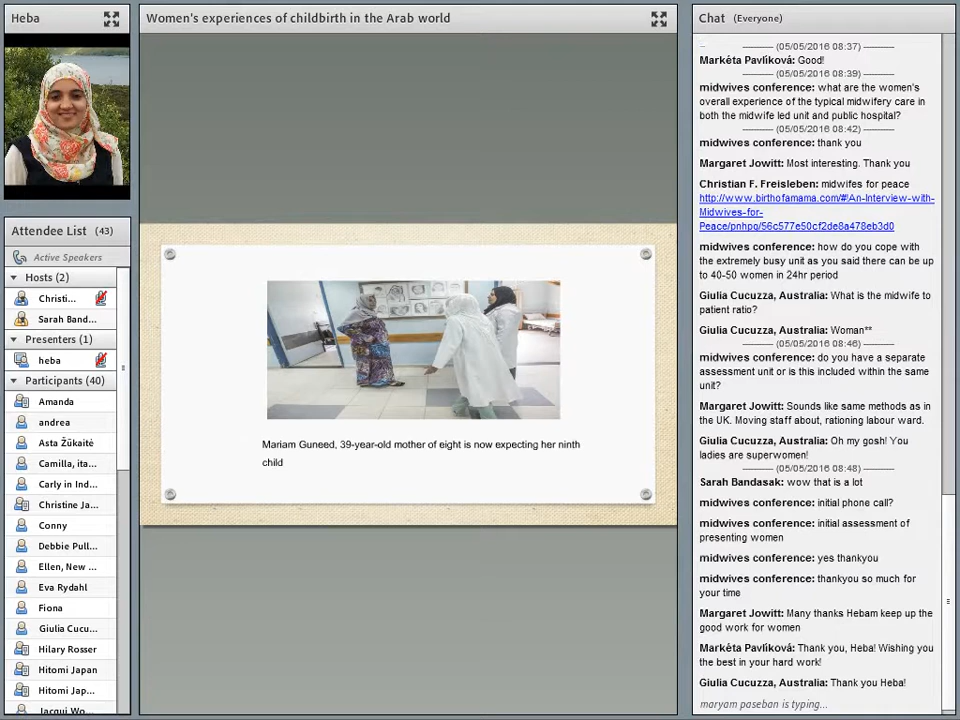 Heba
Attendee List (43)
Active Speakers
Hosts (2)
Christi...
Sarah Band...
Presenters (1)
heba
Participants (40)
Amanda
andrea
Asta Žūkaitė
Camilla, ita...
Carly in Ind...
Christine Ja...
Conny
Debbie Pull...
Ellen, New ...
Eva Rydahl
Fiona
Giulia Cucu...
Hilary Rosser
Hitomi Japan
Hitomi Jap...
Jacqui Wo...
Women's experiences of childbirth in the Arab world
Mariam Guneed, 39-year-old mother of eight is now expecting her ninth
child
Chat (Everyone)
(05/05/2016 08:37)
Markéta Pavlíková: Good!
(05/05/2016 08:39)
midwives conference: what are the women's
overall experience of the typical midwifery care in
both the midwife led unit and public hospital?
(05/05/2016 08:42)
midwives conference: thank you
Margaret Jowitt: Most interesting. Thank you
Christian F. Freisleben: midwifes for peace
http://www.birthofamama.com/#!An-Interview-with-
Midwives-for-
Peace/pnhpq/56c577e50cf2de8a478eb3d0
midwives conference: how do you cope with
the extremely busy unit as you said there can be up
to 40-50 women in 24hr period
Giulia Cucuzza, Australia: What is the midwife to
patient ratio?
Giulia Cucuzza, Australia: Woman**
(05/05/2016 08:46)
midwives conference: do you have a separate
assessment unit or is this included within the same
unit?
Margaret Jowitt: Sounds like same methods as in
the UK. Moving staff about, rationing labour ward.
Giulia Cucuzza, Australia: Oh my gosh! You
ladies are superwomen!
(05/05/2016 08:48)
Sarah Bandasak: wow that is a lot
midwives conference: initial phone call?
midwives conference: initial assessment of
presenting women
midwives conference: yes thankyou
midwives conference: thankyou so much for
your time
Margaret Jowitt: Many thanks Hebam keep up the
good work for women
Markéta Pavlíková: Thank you, Heba! Wishing you
the best in your hard work!
Giulia Cucuzza, Australia: Thank you Heba!
maryam paseban is typing...